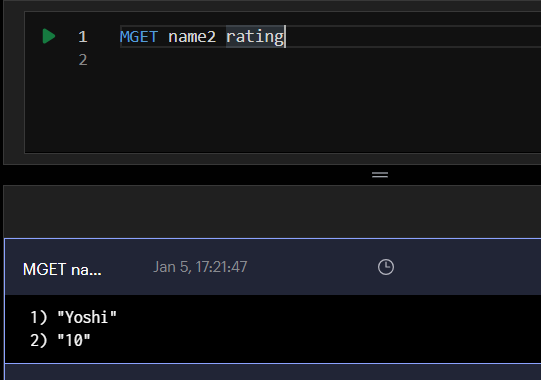 1 MGET name2 rating
2
MGET na... Jan 5, 17:21:47
1) "Yoshi"
2) "10"